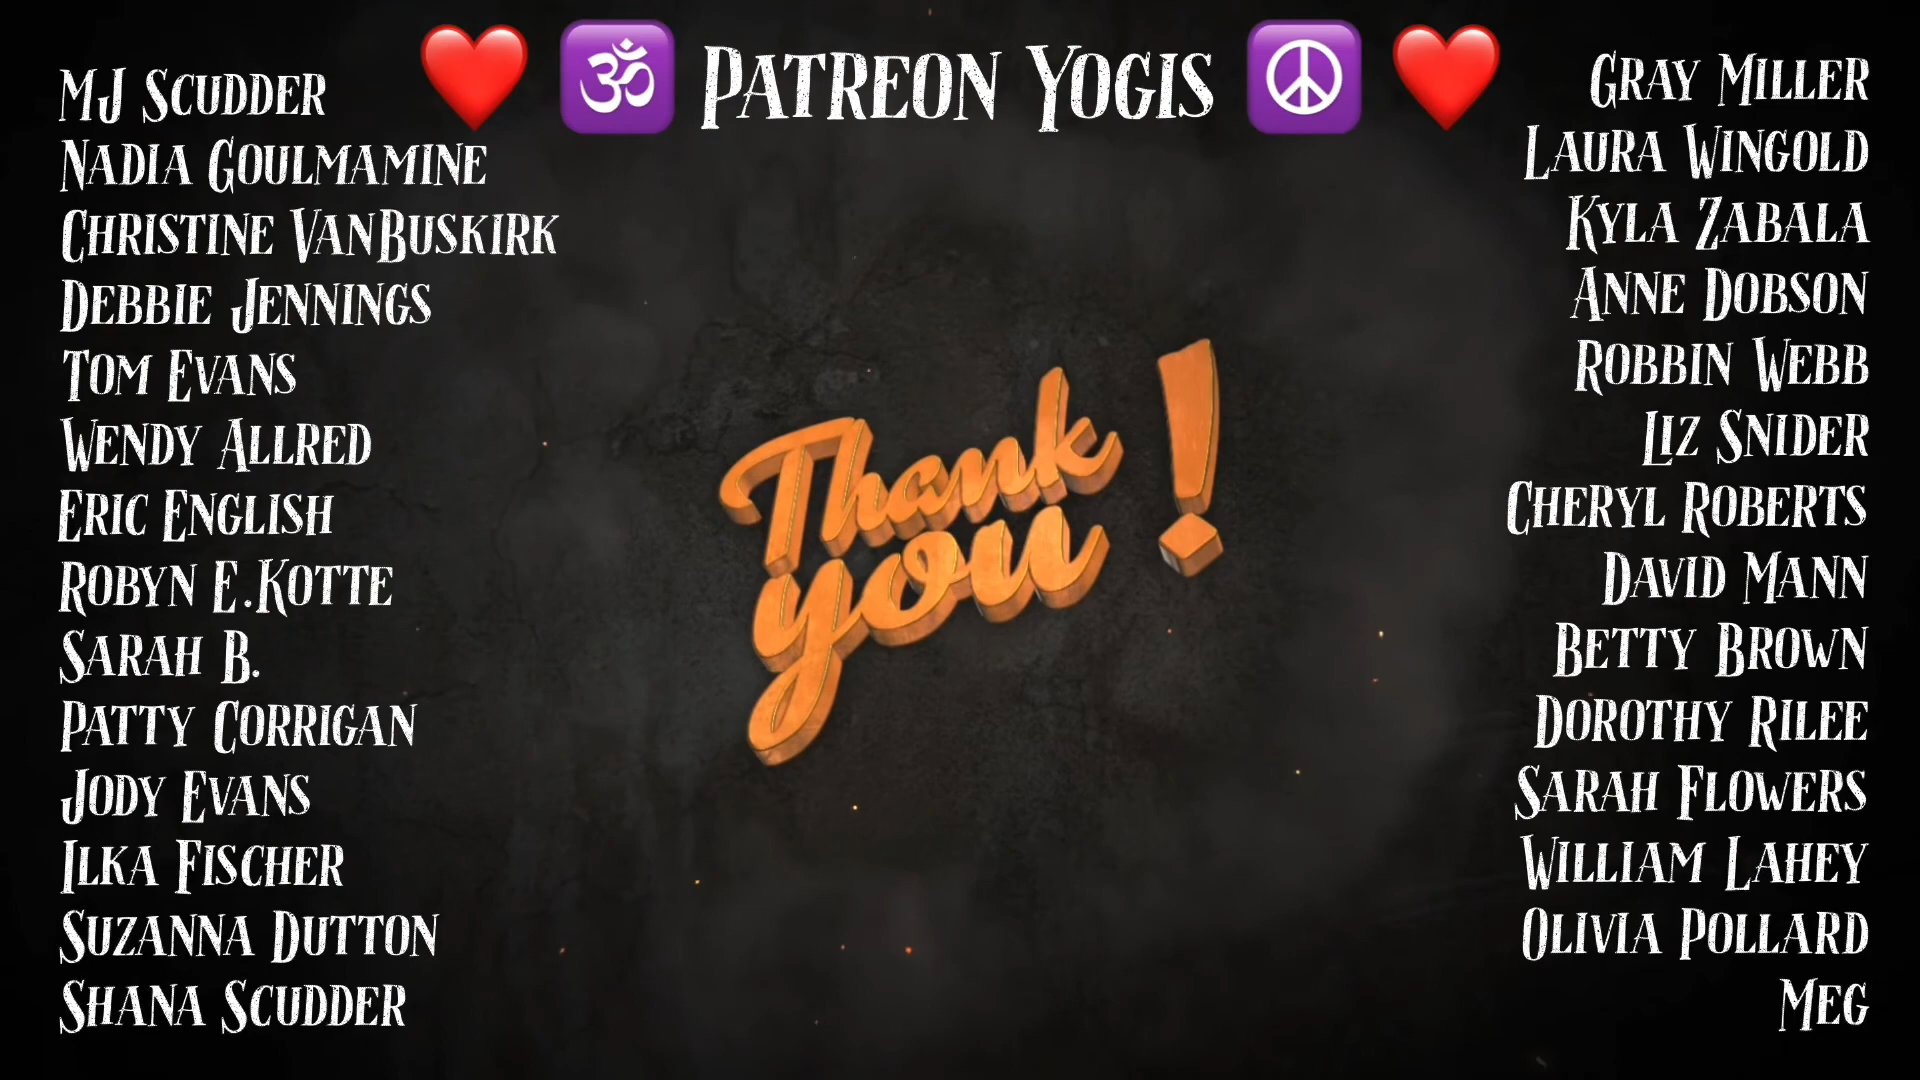 ❤️ 🕉️ Patreon Yogis ☮️ ❤️
MJ Scudder
Nadia Goulmamine
Christine VanBuskirk
Debbie Jennings
Tom Evans
Wendy Allred
Eric English
Robyn E.Kotte
Sarah B.
Patty Corrigan
Jody Evans
Ilka Fischer
Suzanna Dutton
Shana Scudder
Thank
you !
Gray Miller
Laura Wingold
Kyla Zabala
Anne Dobson
Robbin Webb
Liz Snider
Cheryl Roberts
David Mann
Betty Brown
Dorothy Rilee
Sarah Flowers
William Lahey
Olivia Pollard
Meg